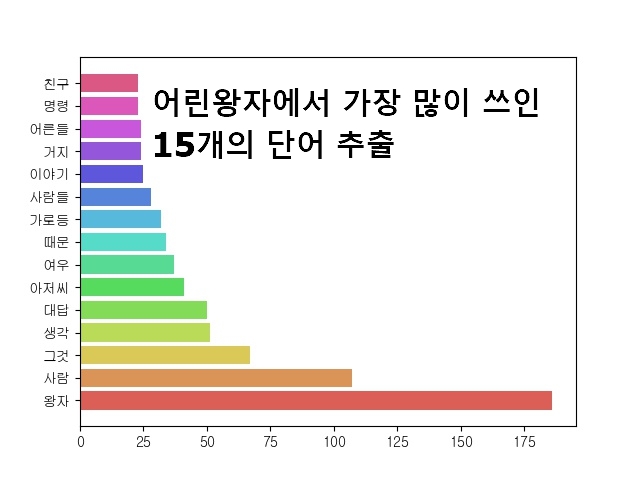 어린왕자에서 가장 많이 쓰인
15개의 단어 추출
친구
명령
어른들
거지
이야기
사람들
가로등
때문
여우
아저씨
대답
생각
그것
사람
왕자
0 25 50 75 100 125 150 175